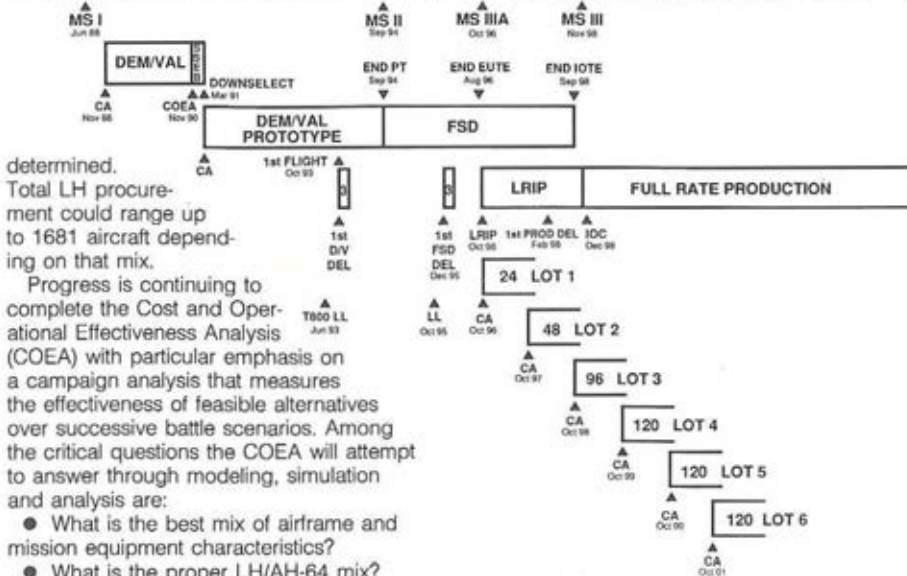 MS I
Jun 88
MS II
Sep 94
MS IIIA
Oct 96
MS III
Nov 98
DEM/VAL
END PT
Sep 94
END EUTE
Aug 96
END IOTE
Sep 98
DOWNSELECT
Mar 91
CA
Nov 88
COEA
Nov 90
DEM/VAL
PROTOTYPE
FSD
CA
1st FLIGHT
Oct 93
LRIP
FULL RATE PRODUCTION
3
3
1st
D/V
DEL
1st
FSD
DEL
Dec 95
LRIP
Oct 96
1st PROD DEL
Feb 98
IOC
Dec 98
T800 LL
Jun 93
LL
Oct 95
CA
Oct 96
24 LOT 1
48 LOT 2
CA
Oct 97
96 LOT 3
CA
Oct 98
120 LOT 4
CA
Oct 99
120 LOT 5
CA
120 LOT 6
CA
Oct 01
determined.
Total LH procure-
ment could range up
to 1681 aircraft depend-
ing on that mix.
Progress is continuing to
complete the Cost and Oper-
ational Effectiveness Analysis
(COEA) with particular emphasis on
a campaign analysis that measures
the effectiveness of feasible alternatives
over successive battle scenarios. Among
the critical questions the COEA will attempt
to answer through modeling, simulation
and analysis are:
● What is the best mix of airframe and
mission equipment characteristics?
● What is the proper LH/AH-64 mix?